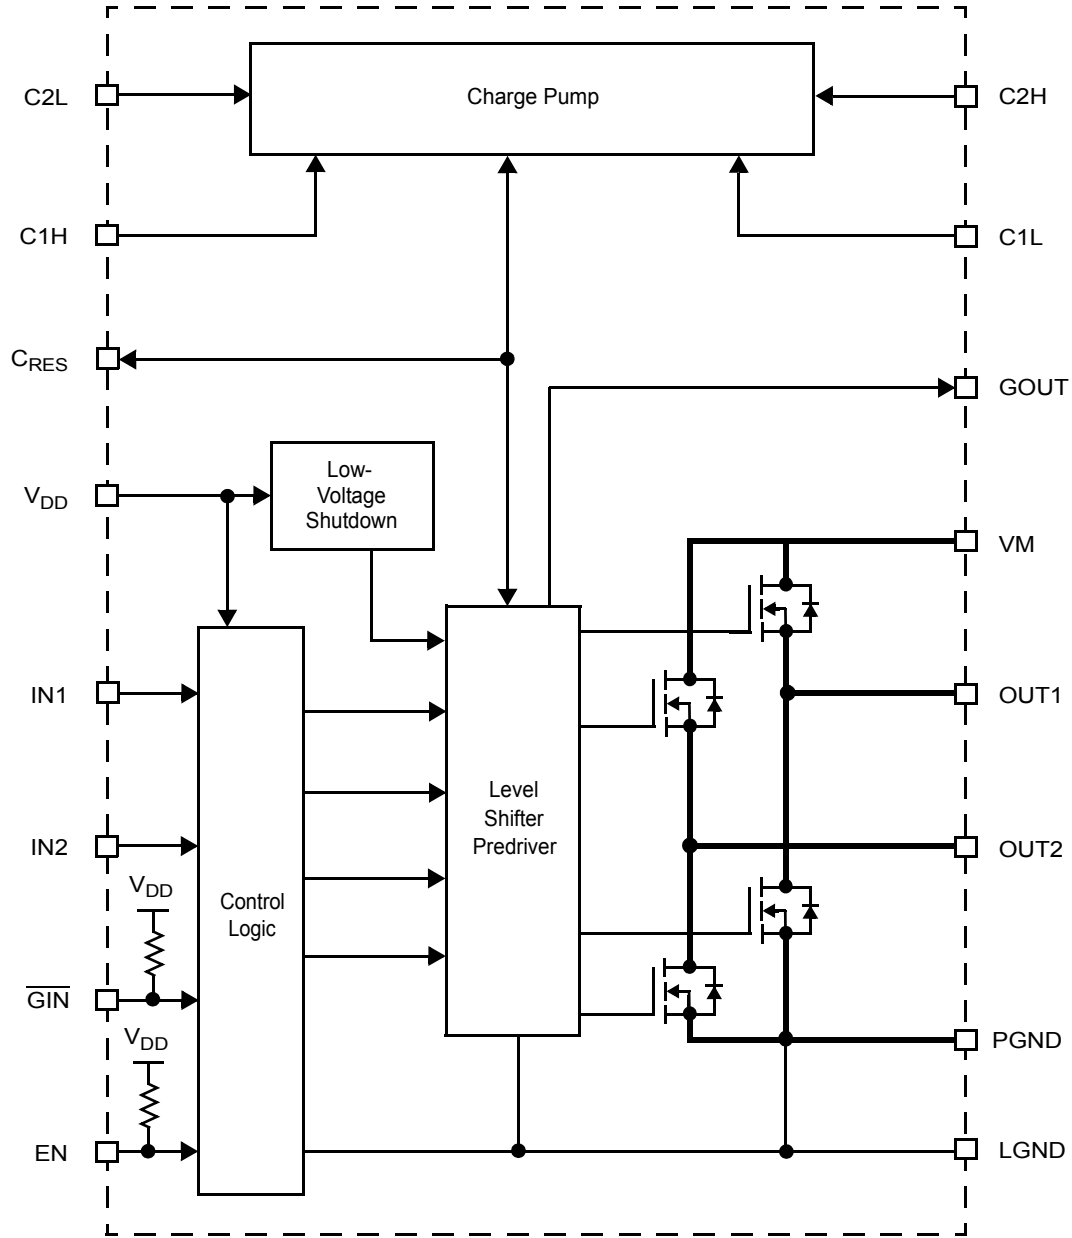 C2L
Charge Pump
C2H
C1H
C1L
CRES
GOUT
VDD
Low-
Voltage
Shutdown
VM
IN1
OUT1
Level
Shifter
Predriver
IN2
OUT2
VDD
Control
Logic
GIN
VDD
PGND
EN
LGND